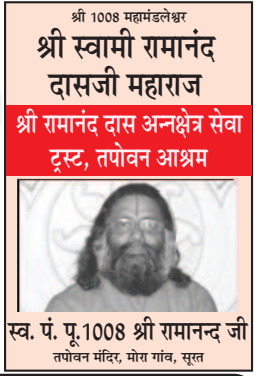 श्री 1008 महामंडलेश्वर
श्री स्वामी रामानंद
दासजी महाराज
श्री रामानंद दास अन्नक्षेत्र सेवा
ट्रस्ट, तपोवन आश्रम
स्व. पं. पू.1008 श्री रामानन्द जी
तपोवन मंदिर, मोरा गांव, सूरत